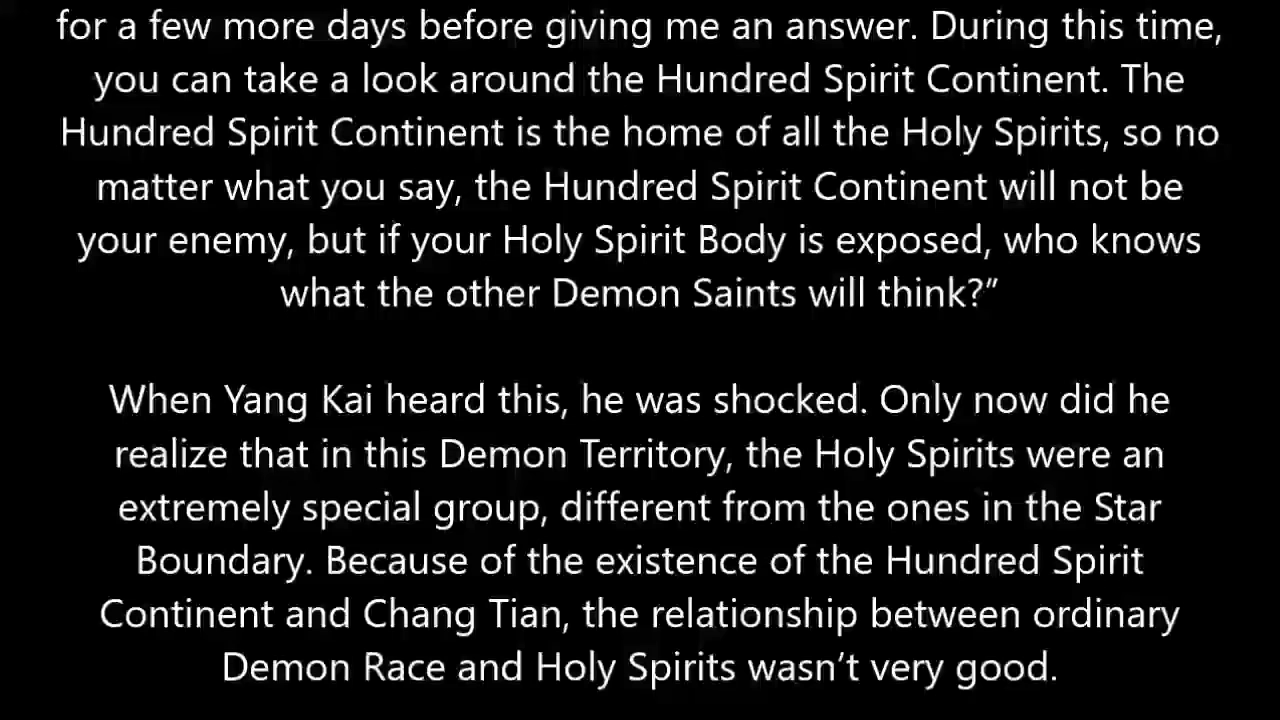 for a few more days before giving me an answer. During this time,
you can take a look around the Hundred Spirit Continent. The
Hundred Spirit Continent is the home of all the Holy Spirits, so no
matter what you say, the Hundred Spirit Continent will not be
your enemy, but if your Holy Spirit Body is exposed, who knows
what the other Demon Saints will think?”
When Yang Kai heard this, he was shocked. Only now did he
realize that in this Demon Territory, the Holy Spirits were an
extremely special group, different from the ones in the Star
Boundary. Because of the existence of the Hundred Spirit
Continent and Chang Tian, the relationship between ordinary
Demon Race and Holy Spirits wasn’t very good.